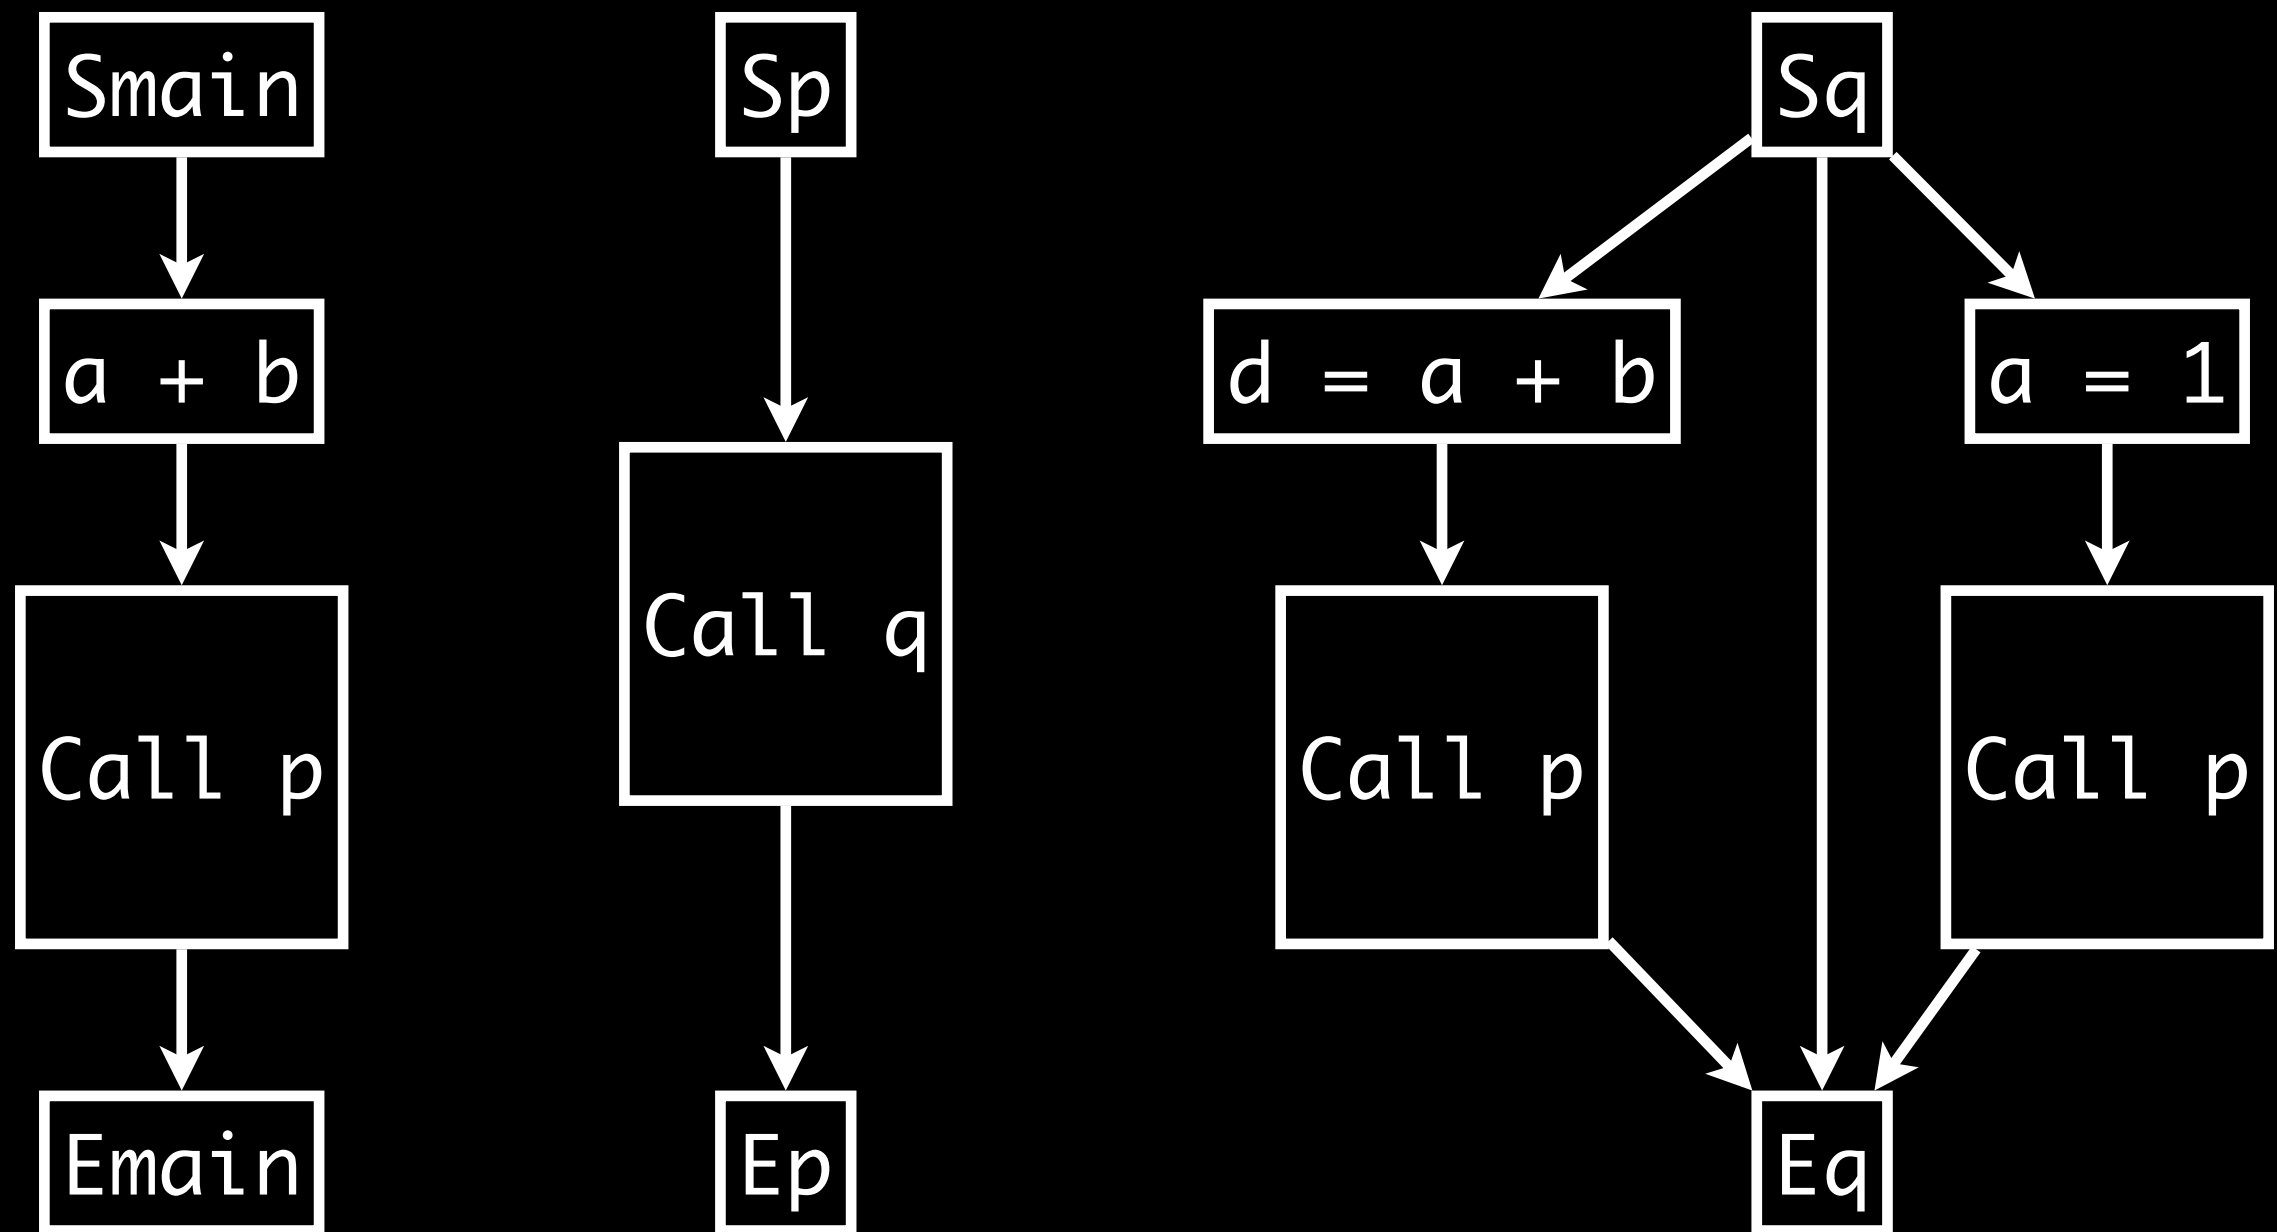 Smain
a + b
Call p
Emain
Sp
Call q
Ep
Sq
d = a + b
a = 1
Call p
Call p
Eq